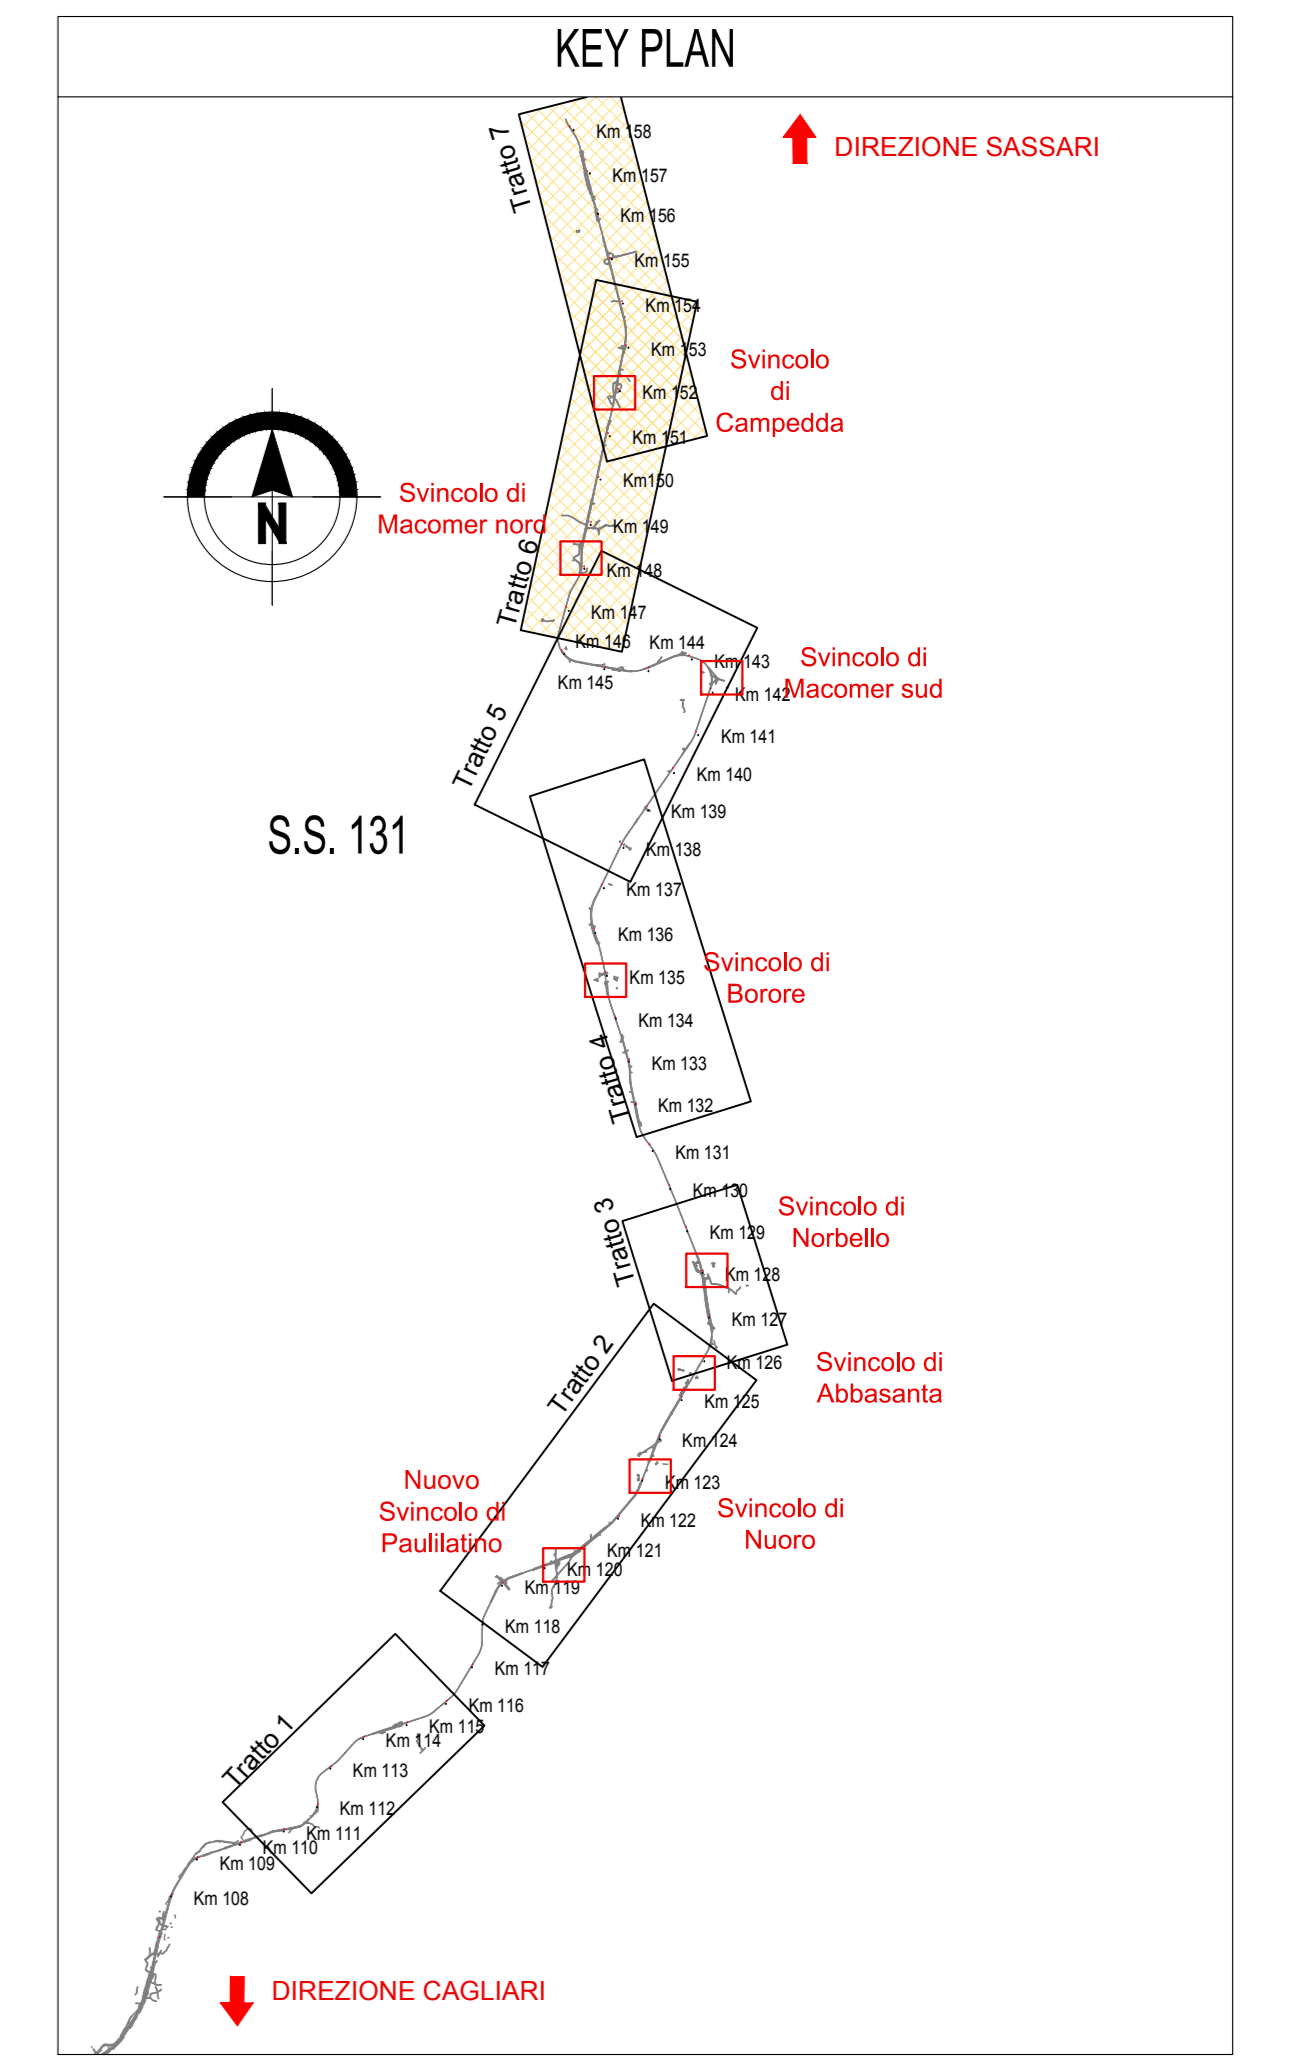 KEY PLAN
DIREZIONE SASSARI
Tratto 7
Km 158
Km 157
Km 156
Km 155
Km 154
Km 153
Km 152
Km 151
Svincolo
di
Campedda
Km150
Km 149
Km 148
Km 147
Svincolo di
Macomer nord
N
Tratto 6
Km 146
Km 144
Km 143
Km 145
Km 142
Svincolo di
Macomer sud
Km 141
Km 140
Km 139
Km 138
Tratto 5
S.S. 131
Km 137
Km 136
Km 135
Km 134
Km 133
Km 132
Svincolo di
Borore
Tratto 4
Km 131
Km 130
Km 129
Km 128
Km 127
Svincolo di
Norbello
Tratto 3
Km 126
Km 125
Svincolo di
Abbasanta
Tratto 2
Km 124
Km 123
Km 122
Km 121
Km 120
Km 119
Km 118
Svincolo di
Nuoro
Nuovo
Svincolo di
Paulilatino
Km 117
Km 116
Km 115
Km 114
Km 113
Km 112
Km 111
Km 110
Km 109
Km 108
Tratto 1
DIREZIONE CAGLIARI